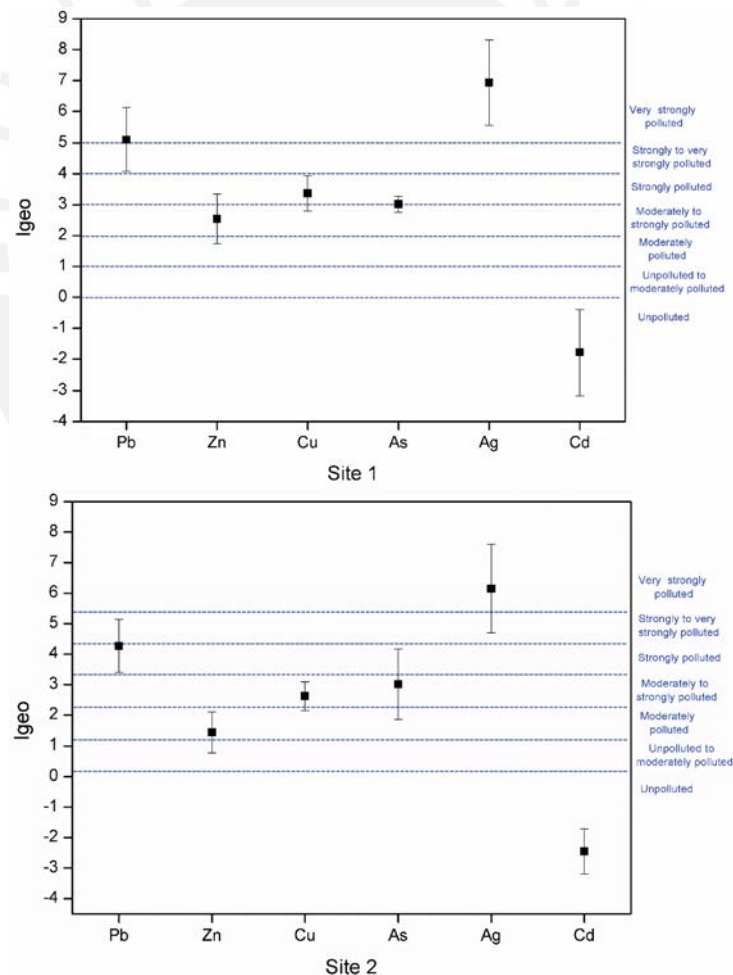 9
8
7
6
5
4
3
2
1
0
-1
-2
-3
-4
Igeo
Very strongly
polluted
Strongly to very
strongly polluted
Strongly polluted
Moderately to
strongly polluted
Moderately
polluted
Unpolluted to
moderately polluted
Unpolluted
Pb Zn Cu As Ag Cd
Site 1
9
8
7
6
5
4
3
2
1
0
-1
-2
-3
-4
Igeo
Very strongly
polluted
Strongly to very
strongly polluted
Strongly polluted
Moderately to
strongly polluted
Moderately
polluted
Unpolluted to
moderately polluted
Unpolluted
Pb Zn Cu As Ag Cd
Site 2